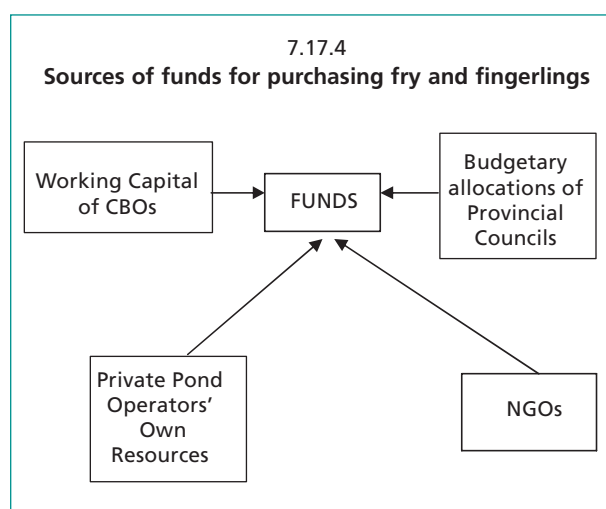 7.17.4
Sources of funds for purchasing fry and fingerlings
Working Capital
of CBOs
FUNDS
Budgetary
allocations of
Provincial
Councils
Private Pond
Operators’
Own
Resources
NGOs